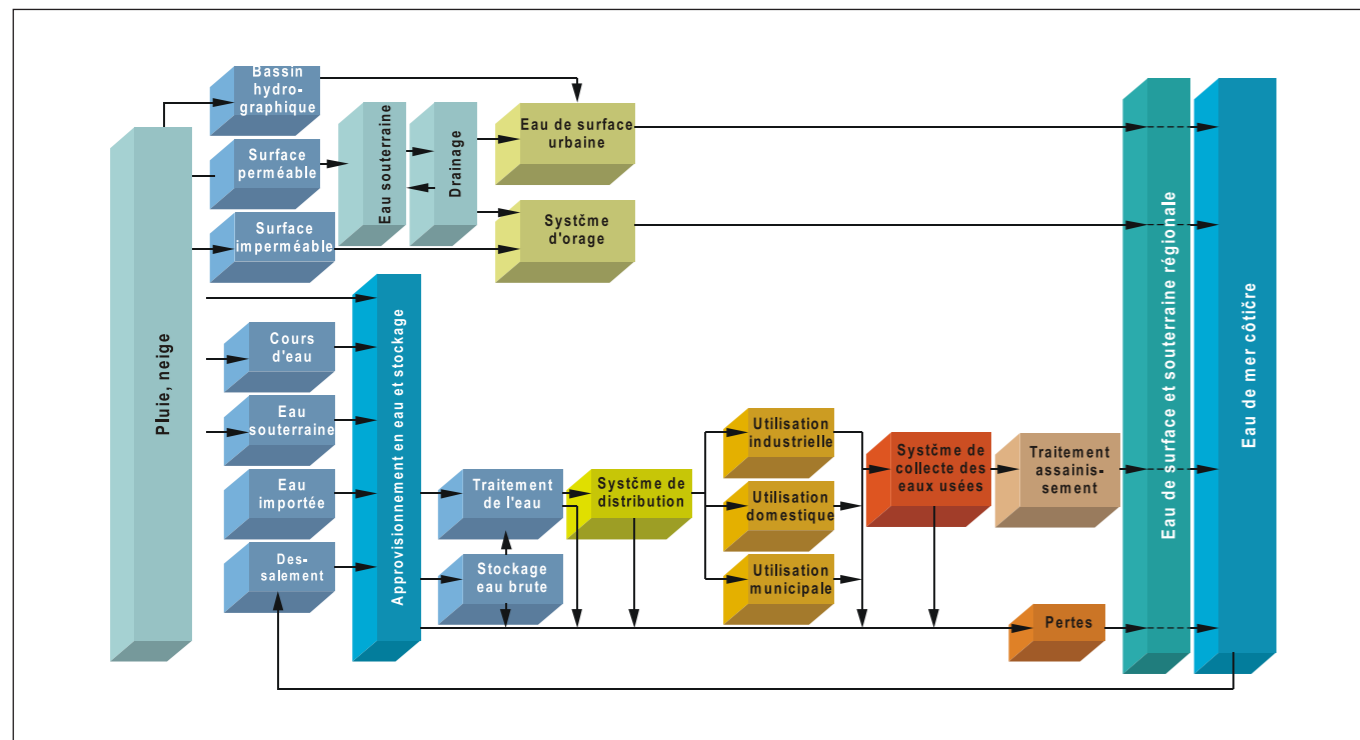 Pluie, neige
Bassin
hydro-
graphique
Surface
perméable
Surface
imperméable
Eau souterraine
Drainage
Eau de surface
urbaine
Systčme
d'orage
Cours
d'eau
Eau
souterraine
Eau
importée
Des-
salement
Approvisionnement en eau et stockage
Traitement
de l'eau
Stockage
eau brute
Systčme de
distribution
Utilisation
industrielle
Utilisation
domestique
Utilisation
municipale
Systčme de
collecte des
eaux usées
Traitement
assainis-
sement
Pertes
Eau de surface et souterraine régionale
Eau de mer côtičre